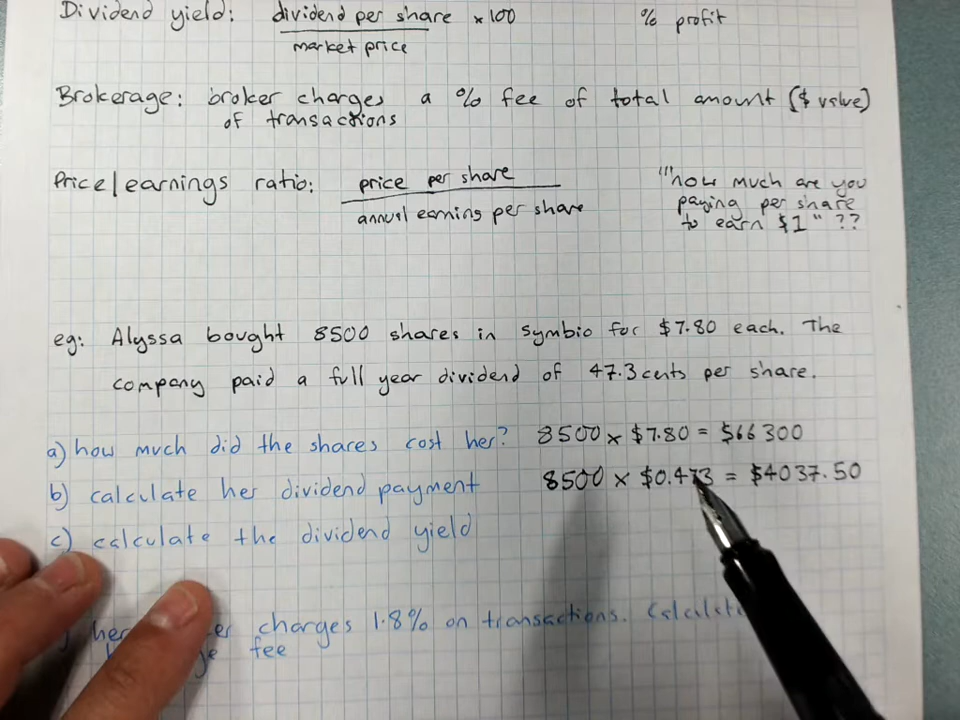 Dividend yield: dividend per share × 100 % profit
market price
Brokerage: broker charges a % fee of total amount ($ value)
of transactions
Price/earnings ratio: price per share "how much are you
annual earning per share paying per share
to earn $1" ??
eg: Alyssa bought 8500 shares in symbio for $7.80 each. The
company paid a full year dividend of 47.3 cents per share.
a) how much did the shares cost her? 8500 × $7.80 = $66300
b) calculate her dividend payment 8500 × $0.473 = $4037.50
c) calculate the dividend yield
her charges 1.8% on transactions.
fee